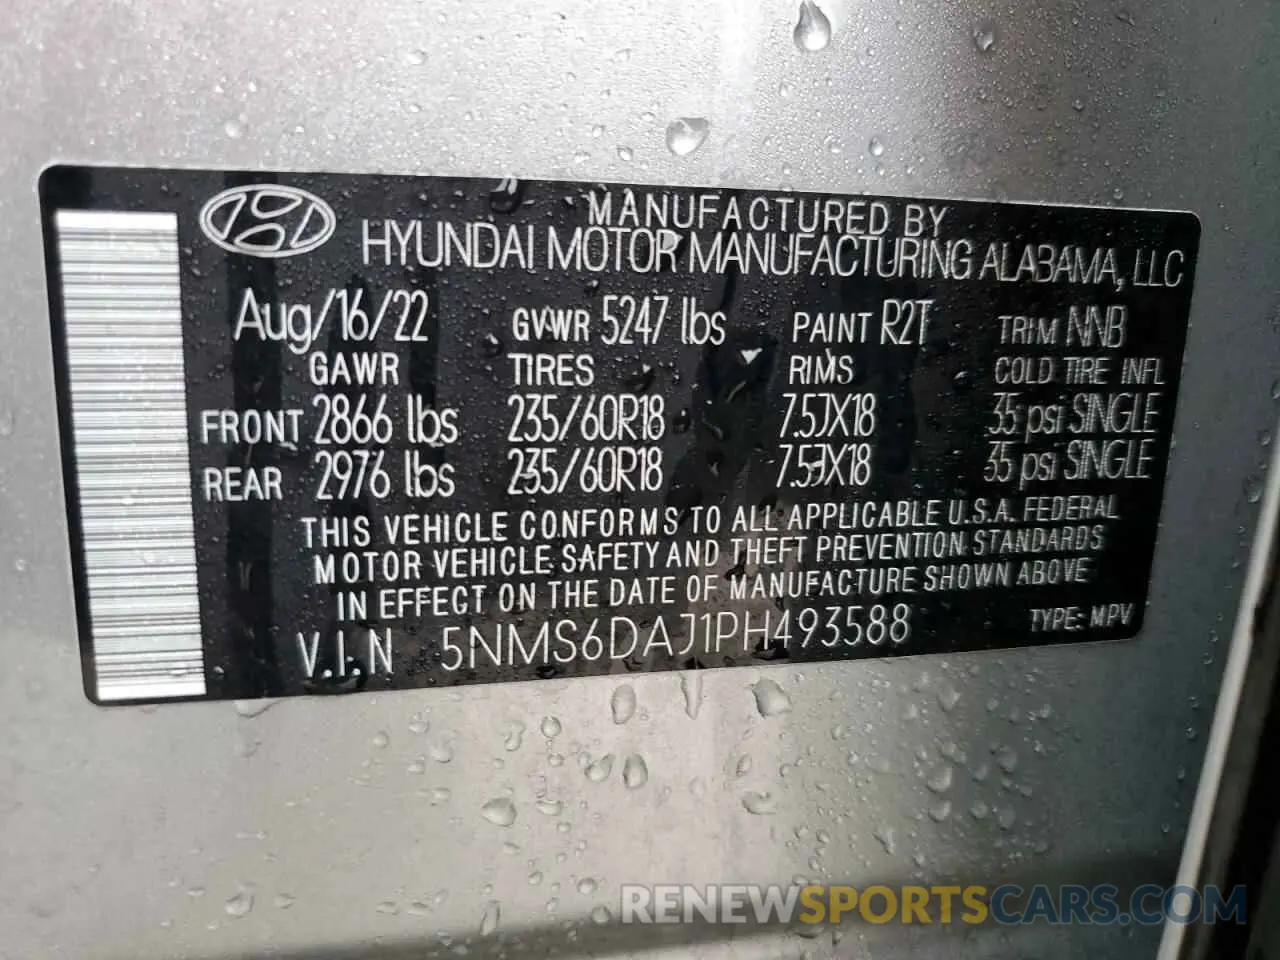 MANUFACTURED BY
HYUNDAI MOTOR MANUFACTURING ALABAMA, LLC
Aug/16/22 GVWR 5247 lbs PAINT R2T TRIM NNB
GAWR TIRES RIMS COLD TIRE INFL
FRONT 2866 lbs 235/60R18 7.5JX18 35 psi SINGLE
REAR 2976 lbs 235/60R18 7.5JX18 35 psi SINGLE
THIS VEHICLE CONFORMS TO ALL APPLICABLE U.S.A. FEDERAL
MOTOR VEHICLE SAFETY AND THEFT PREVENTION STANDARDS
IN EFFECT ON THE DATE OF MANUFACTURE SHOWN ABOVE
V.I.N 5NMS6DAJ1PH493588 TYPE: MPV
RENEWSPORTSCARS.COM